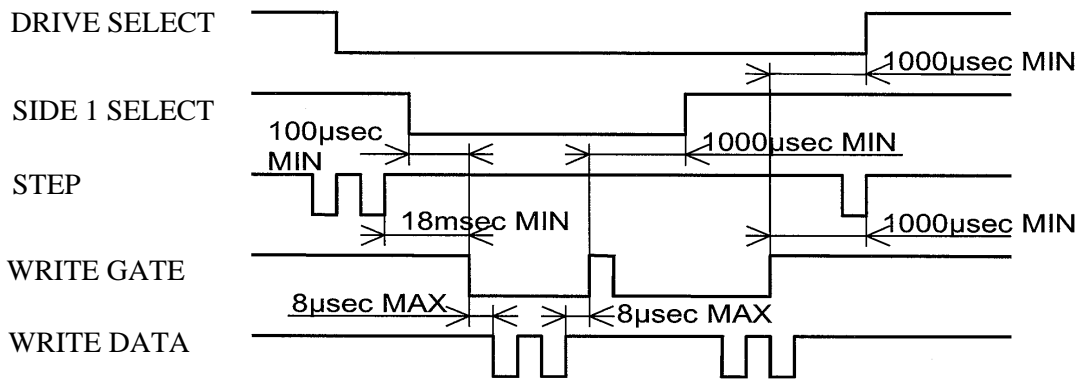 DRIVE SELECT
1000µsec MIN
SIDE 1 SELECT
100µsec
MIN
1000µsec MIN
STEP
18msec MIN
1000µsec MIN
WRITE GATE
8µsec MAX
8µsec MAX
WRITE DATA